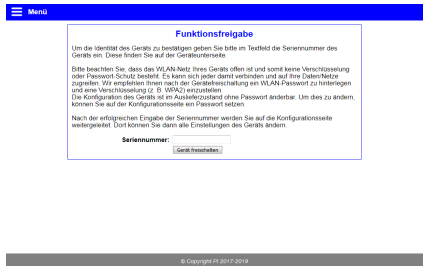 Menü
Funktionsfreigabe
Um die Identität des Geräts zu bestätigen geben Sie bitte im Textfeld die Seriennummer des
Geräts ein. Diese finden Sie auf der Geräteunterseite.
Bitte beachten Sie, dass das WLAN-Netz Ihres Geräts offen ist und somit keine Verschlüsselung
oder Passwort-Schutz besteht. Es kann sich jeder damit verbinden und auf Ihre Daten/Netze
zugreifen. Wir empfehlen Ihnen nach der Gerätefreischaltung ein WLAN-Passwort zu hinterlegen
und eine Verschlüsselung (z. B. WPA2) einzustellen.
Die Konfiguration des Geräts ist im Auslieferzustand ohne Passwort änderbar. Um dies zu ändern,
können Sie auf der Konfigurationsseite ein Passwort setzen.
Nach der erfolgreichen Eingabe der Seriennummer werden Sie auf die Konfigurationsseite
weitergeleitet. Dort können Sie dann alle Einstellungen des Geräts ändern.
Seriennummer:
Gerät freischalten
© Copyright PI 2017-2019